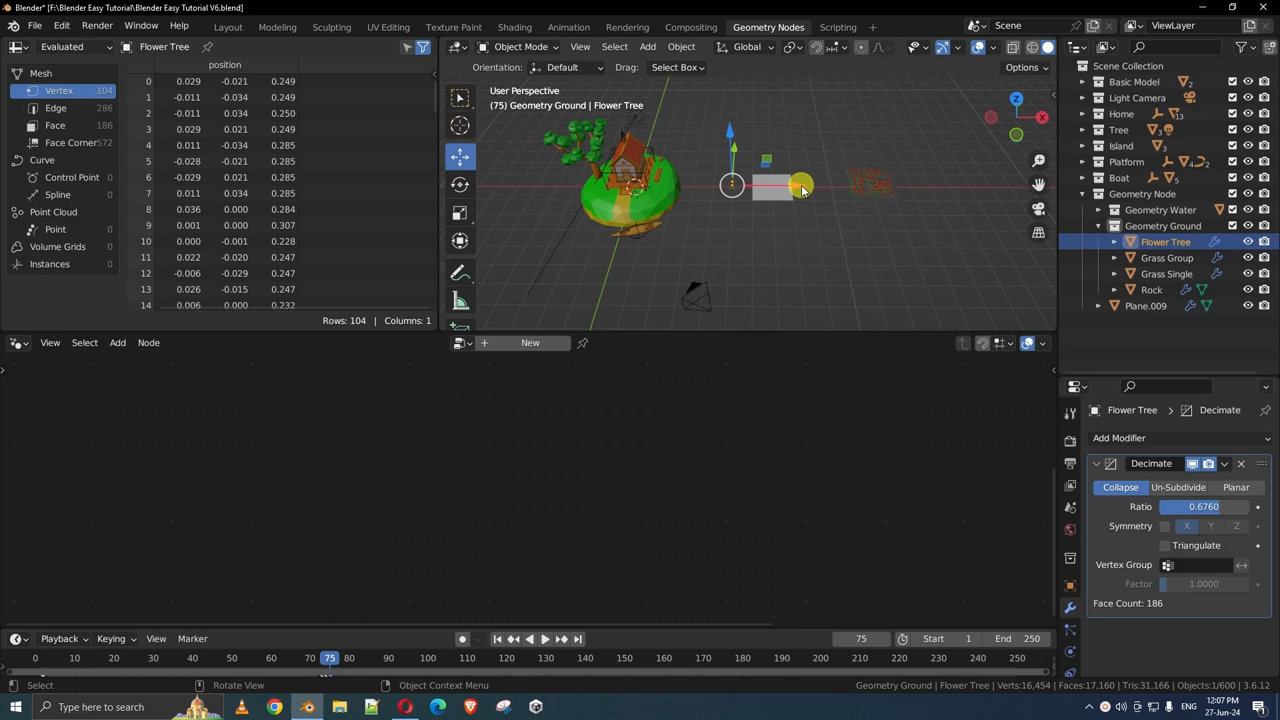 Blender* [F:\Blender Easy Tutorial V6.blend]
File Edit Render Window Help Layout Modeling Sculpting UV Editing Texture Paint Shading Animation Rendering Compositing Geometry Nodes Scripting Scene ViewLayer
Evaluated Flower Tree
Object Mode View Select Add Object Global
Orientation: Default Drag: Select Box Options
position
Mesh
Vertex 104
Edge 286
Face 186
Face Corner 572
Curve
Control Point 0
Spline 0
Point Cloud
Point 0
Volume Grids 0
Instances 0
0 0.029 -0.021 0.249
1 -0.011 -0.034 0.249
2 -0.011 -0.034 0.250
3 0.029 0.021 0.249
4 0.011 -0.034 0.285
5 -0.028 -0.021 0.285
6 -0.029 0.021 0.285
7 0.011 0.034 0.285
8 0.036 0.000 0.284
9 0.001 0.000 0.307
10 0.000 -0.001 0.228
11 0.022 -0.020 0.247
12 -0.006 -0.029 0.247
13 0.026 -0.015 0.247
14 0.006 0.000 0.232
Rows: 104 | Columns: 1
User Perspective
(75) Geometry Ground | Flower Tree
Z
X
View Layer
Basic Model 2
Light Camera
Home 13
Tree 3
Island
Platform 4 2
Boat 5
Geometry Node
Geometry Water
Geometry Ground
Flower Tree
Grass Group
Grass Single
Rock
Plane.009
View Select Add Node New
Flower Tree > Decimate
Add Modifier
Decimate
Collapse Un-Subdivide Planar
Ratio 0.6760
Symmetry X Y Z
Triangulate
Vertex Group
Factor 1.0000
Face Count: 186
Playback Keying View Marker 75 Start 1 End 250
0 10 20 30 40 50 60 70 75 80 90 100 110 120 130 140 150 160 170 180 190 200 210 220 230 240 250
Select Rotate View Object Context Menu Geometry Ground | Flower Tree | Verts:16,454 | Faces:17,160 | Tris:31,166 | Objects:1/600 | 3.6.12
Type here to search
12:07 PM
27-Jun-24